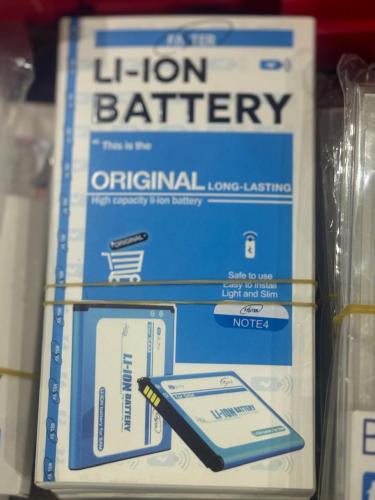 LI-ION
BATTERY
" This is the
ORIGINAL LONG-LASTING
High capacity li-ion battery
ORIGINAL
Safe to use
Easy to install
Light and Slim
NOTE4
LI-ION BATTERY
LI-ION BATTERY